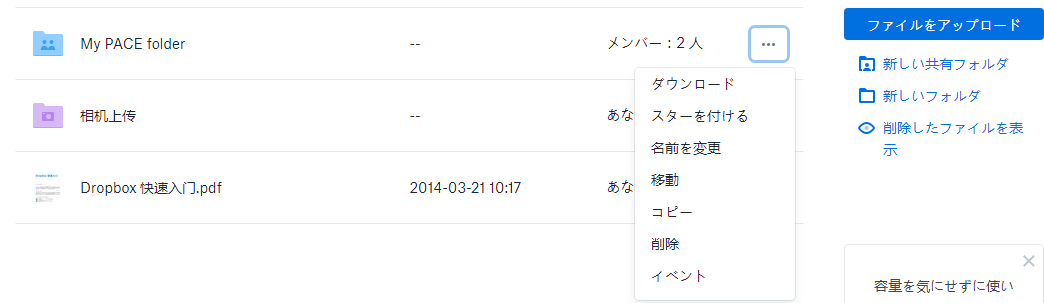 My PACE folder -- メンバー：2 人
相机上传 -- あな
Dropbox 快速入门.pdf 2014-03-21 10:17 あな
ダウンロード
スターを付ける
名前を変更
移動
コピー
削除
イベント
ファイルをアップロード
新しい共有フォルダ
新しいフォルダ
削除したファイルを表
示
容量を気にせずに使い